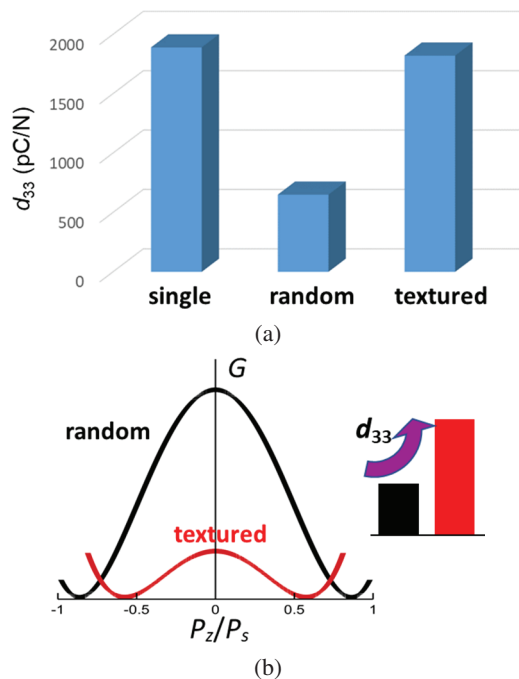 2000
1500
1000
500
0
d33 (pC/N)
single random textured
(a)
G
random
d33
textured
-1 -0.5 0 0.5 1
Pz/Ps
(b)